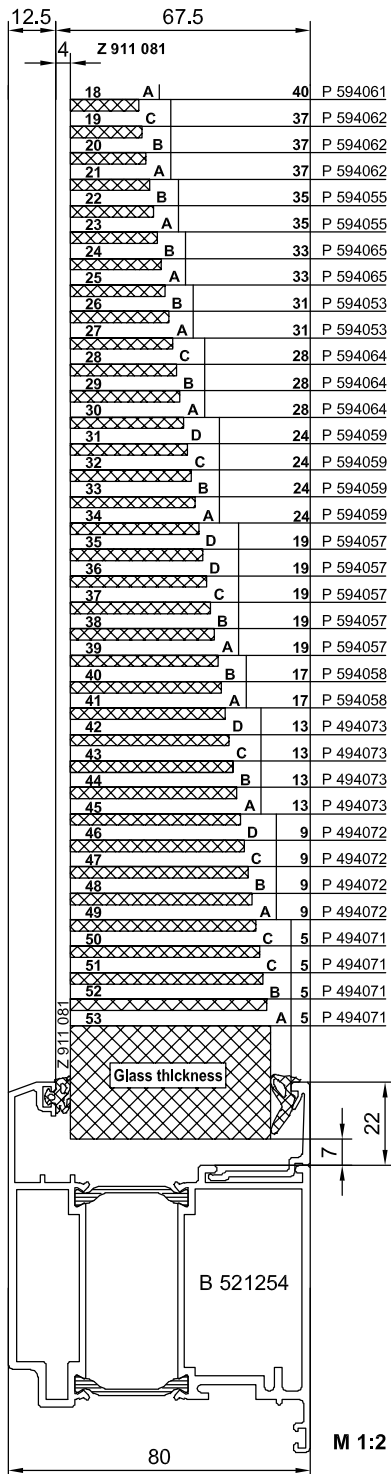 12.5 67.5
4 Z 911 081
18 A 40 P 594061
19 C 37 P 594062
20 B 37 P 594062
21 A 37 P 594062
22 B 35 P 594055
23 A 35 P 594055
24 B 33 P 594065
25 A 33 P 594065
26 B 31 P 594053
27 A 31 P 594053
28 C 28 P 594064
29 B 28 P 594064
30 A 28 P 594064
31 D 24 P 594059
32 C 24 P 594059
33 B 24 P 594059
34 A 24 P 594059
35 D 19 P 594057
36 D 19 P 594057
37 C 19 P 594057
38 B 19 P 594057
39 A 19 P 594057
40 B 17 P 594058
41 A 17 P 594058
42 D 13 P 494073
43 C 13 P 494073
44 B 13 P 494073
45 A 13 P 494073
46 D 9 P 494072
47 C 9 P 494072
48 B 9 P 494072
49 A 9 P 494072
50 C 5 P 494071
51 C 5 P 494071
52 B 5 P 494071
53 A 5 P 494071
Z 911 081
Glass thickness
22
7
B 521254
M 1:2
80